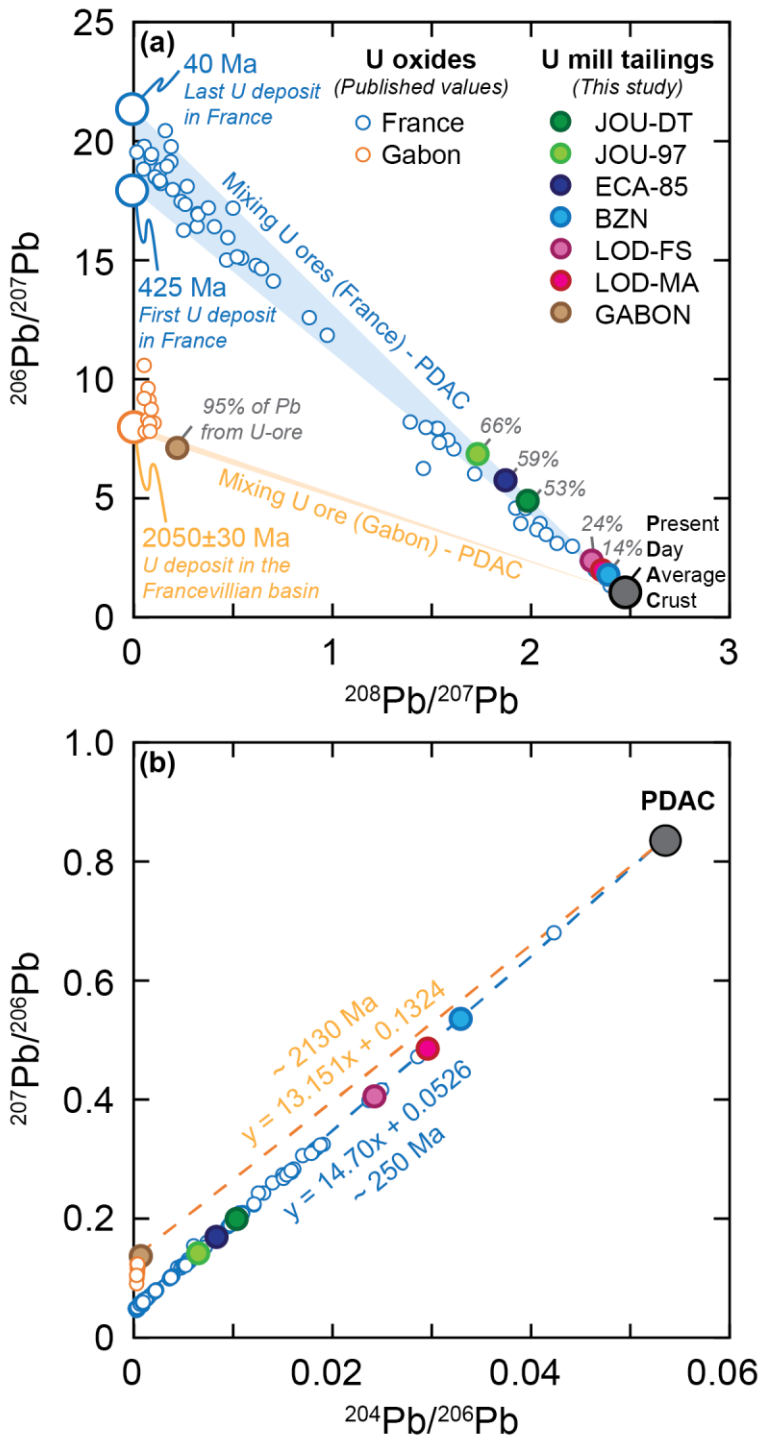 (a)
25
20
15
10
5
0
²⁰⁶Pb/²⁰⁷Pb
40 Ma
Last U deposit
in France
U oxides
(Published values)
France
Gabon
U mill tailings
(This study)
JOU-DT
JOU-97
ECA-85
BZN
LOD-FS
LOD-MA
GABON
Mixing U ores (France) - PDAC
425 Ma
First U deposit
in France
95% of Pb
from U-ore
66%
59%
53%
24%
14%
Mixing U ore (Gabon) - PDAC
2050±30 Ma
U deposit in the
Francevillian basin
Present
Day
Average
Crust
0 1 2 3
²⁰⁸Pb/²⁰⁷Pb
(b)
1.0
0.8
0.6
0.4
0.2
0
²⁰⁷Pb/²⁰⁶Pb
PDAC
~ 2130 Ma
y = 13.151x + 0.1324
y = 14.70x + 0.0526
~ 250 Ma
0 0.02 0.04 0.06
²⁰⁴Pb/²⁰⁶Pb